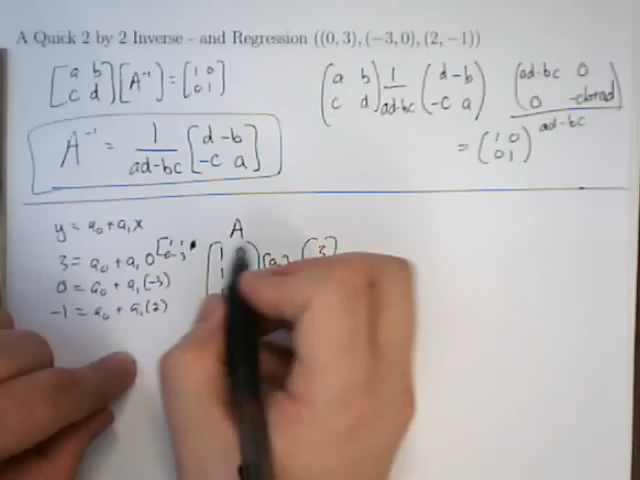 A Quick 2 by 2 Inverse - and Regression ((0, 3), (−3, 0), (2, −1))
[a b
c d] [A⁻¹] = [1 0
0 1]
(a b
c d) 1/ad-bc (d -b
-c a)
(ad-bc 0
0 -cb+ad)
ad-bc
= (1 0
0 1)
A⁻¹ = 1/ad-bc [d -b
-c a]
y = a₀ + a₁x
3 = a₀ + a₁0
0 = a₀ + a₁(-3)
-1 = a₀ + a₁(2)
A
3